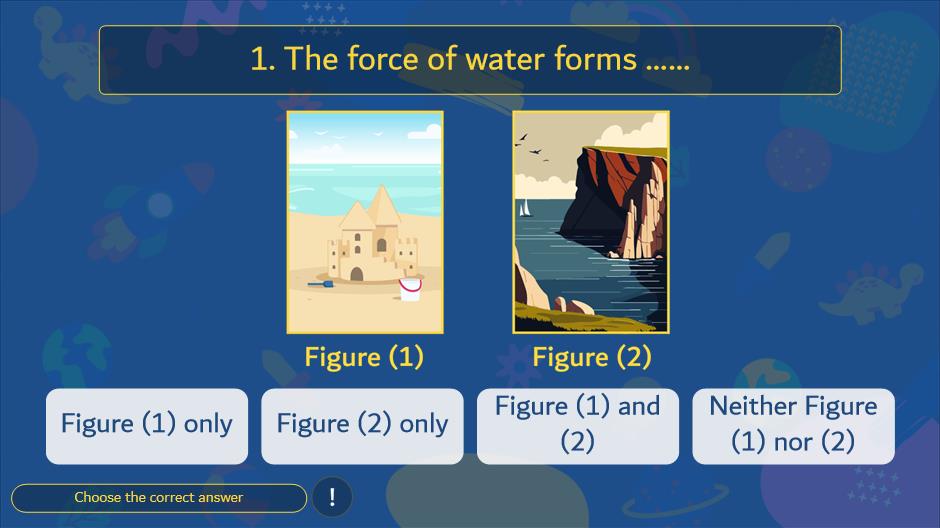 1. The force of water forms ......
Figure (1)
Figure (2)
Figure (1) only
Figure (2) only
Figure (1) and
(2)
Neither Figure
(1) nor (2)
Choose the correct answer
!